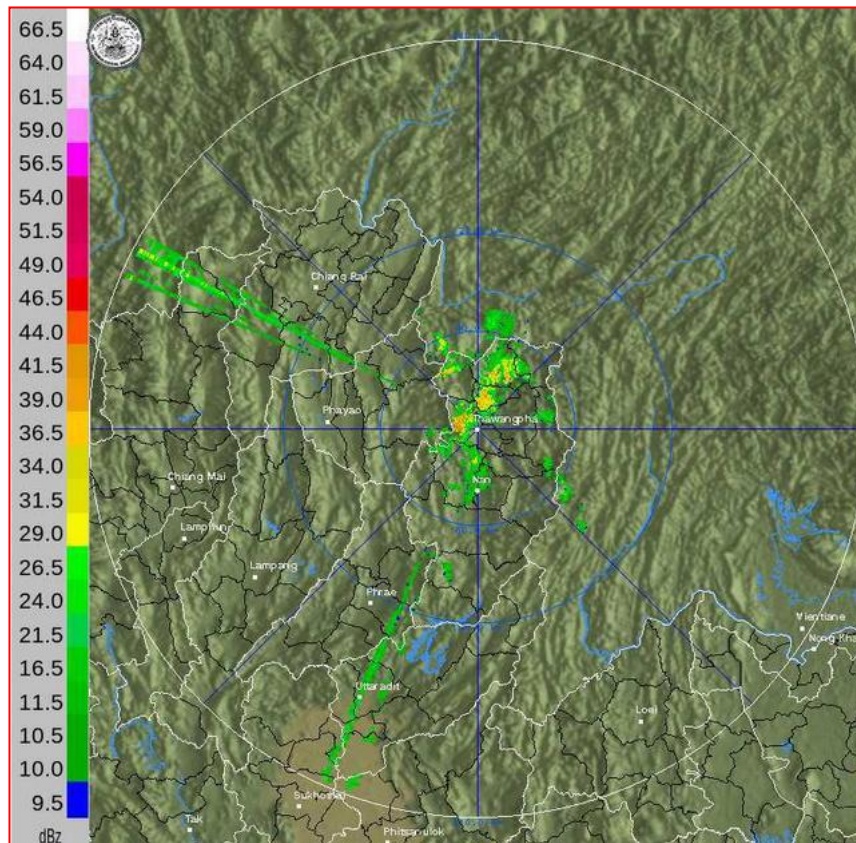 66.5
64.0
61.5
59.0
56.5
54.0
51.5
49.0
46.5
44.0
41.5
39.0
36.5
34.0
31.5
29.0
26.5
24.0
21.5
16.5
11.5
10.5
10.0
9.5
dBz
Chiang Rai
Phayao
Thawangpha
Chiang Mai
Nan
Lamphun
Lampang
Phrae
Vientiane
Nong Kha
Uttaradit
Loei
Sukhothai
Tak
Phitsanulok